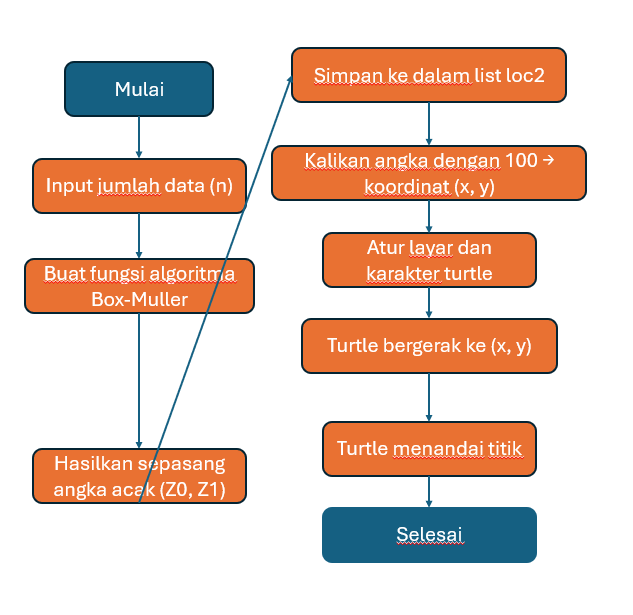 Mulai
Input jumlah data (n)
Buat fungsi algoritma
Box-Muller
Hasilkan sepasang
angka acak (Z0, Z1)
Simpan ke dalam list loc2
Kalikan angka dengan 100 →
koordinat (x, y)
Atur layar dan
karakter turtle
Turtle bergerak ke (x, y)
Turtle menandai titik
Selesai